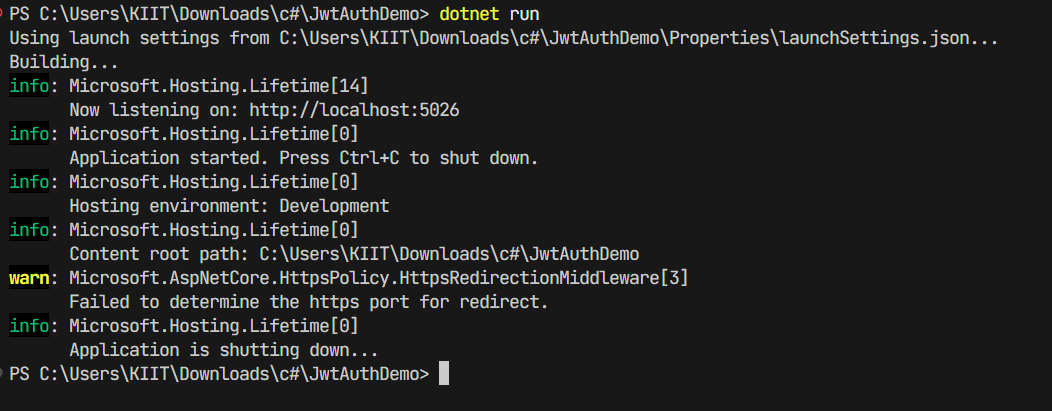 PS C:\Users\KIIT\Downloads\c#\JwtAuthDemo> dotnet run
Using launch settings from C:\Users\KIIT\Downloads\c#\JwtAuthDemo\Properties\launchSettings.json...
Building...
info: Microsoft.Hosting.Lifetime[14]
      Now listening on: http://localhost:5026
info: Microsoft.Hosting.Lifetime[0]
      Application started. Press Ctrl+C to shut down.
info: Microsoft.Hosting.Lifetime[0]
      Hosting environment: Development
info: Microsoft.Hosting.Lifetime[0]
      Content root path: C:\Users\KIIT\Downloads\c#\JwtAuthDemo
warn: Microsoft.AspNetCore.HttpsPolicy.HttpsRedirectionMiddleware[3]
      Failed to determine the https port for redirect.
info: Microsoft.Hosting.Lifetime[0]
      Application is shutting down...
PS C:\Users\KIIT\Downloads\c#\JwtAuthDemo>